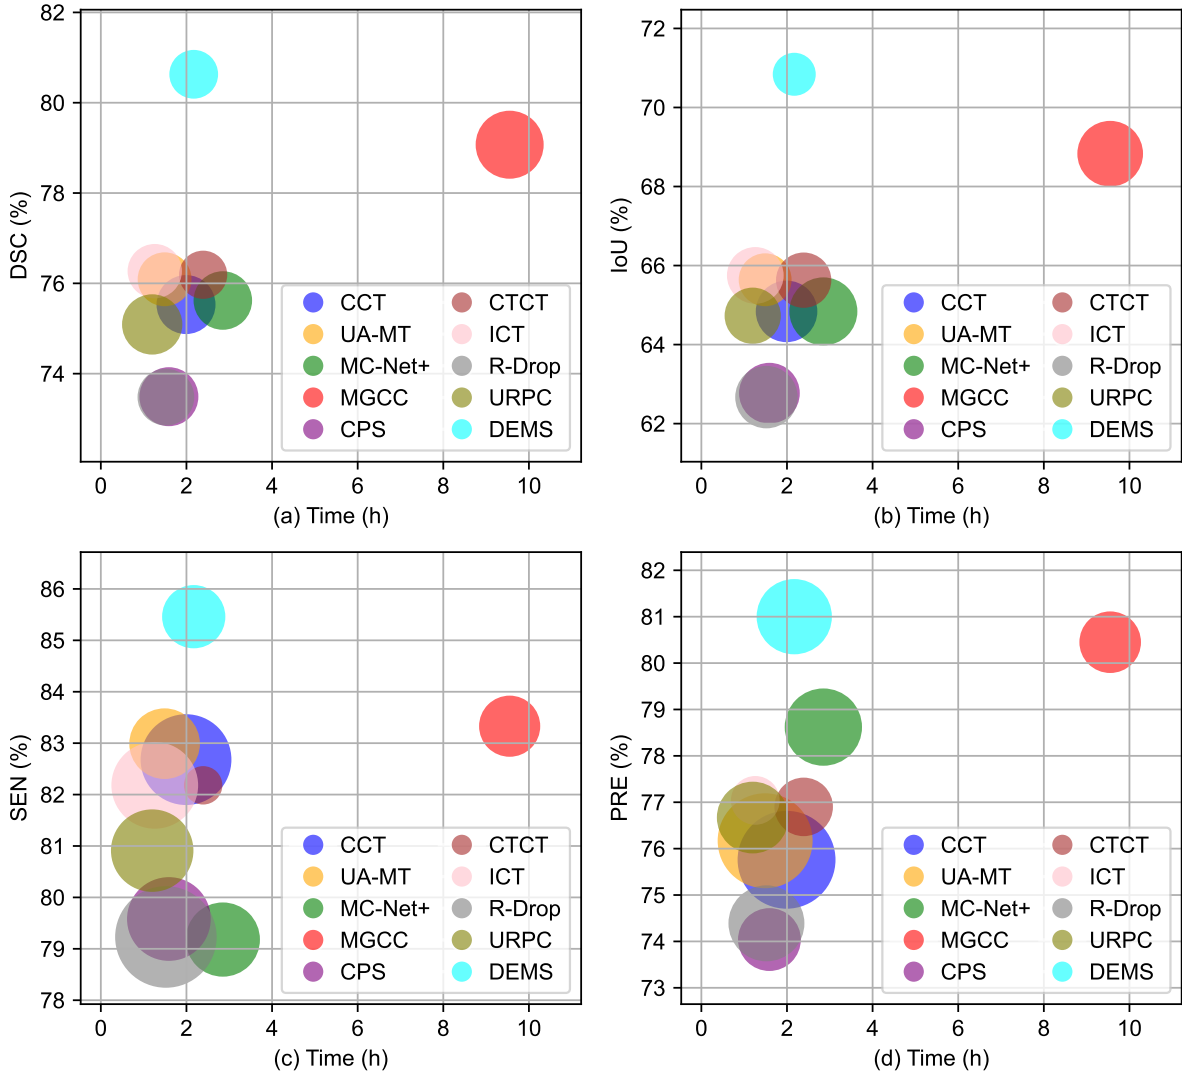 82
80
78
76
74
DSC (%)
CCT CTCT
UA-MT ICT
MC-Net+ R-Drop
MGCC URPC
CPS DEMS
0 2 4 6 8 10
(a) Time (h)
72
70
68
66
64
62
IoU (%)
CCT CTCT
UA-MT ICT
MC-Net+ R-Drop
MGCC URPC
CPS DEMS
0 2 4 6 8 10
(b) Time (h)
86
85
84
83
82
81
80
79
78
SEN (%)
CCT CTCT
UA-MT ICT
MC-Net+ R-Drop
MGCC URPC
CPS DEMS
0 2 4 6 8 10
(c) Time (h)
82
81
80
79
78
77
76
75
74
73
PRE (%)
CCT CTCT
UA-MT ICT
MC-Net+ R-Drop
MGCC URPC
CPS DEMS
0 2 4 6 8 10
(d) Time (h)